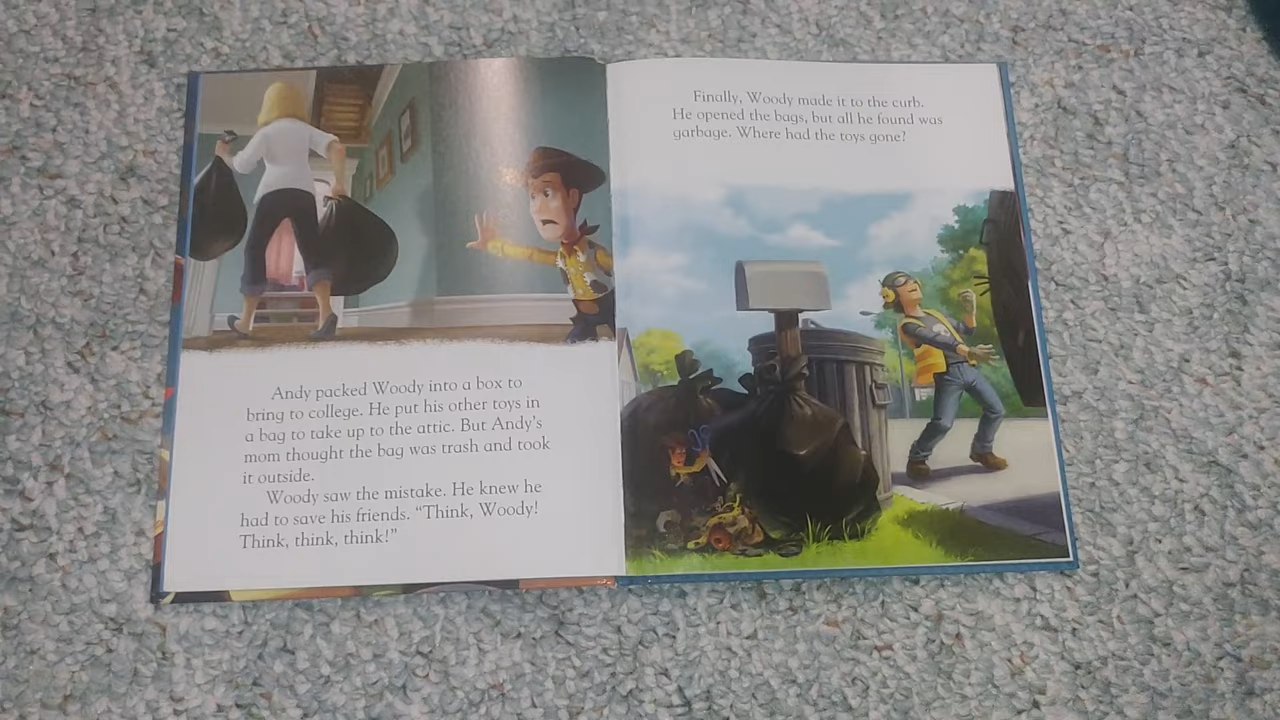 Andy packed Woody into a box to
bring to college. He put his other toys in
a bag to take up to the attic. But Andy's
mom thought the bag was trash and took
it outside.
Woody saw the mistake. He knew he
had to save his friends. “Think, Woody!
Think, think, think!”
Finally, Woody made it to the curb.
He opened the bags, but all he found was
garbage. Where had the toys gone?